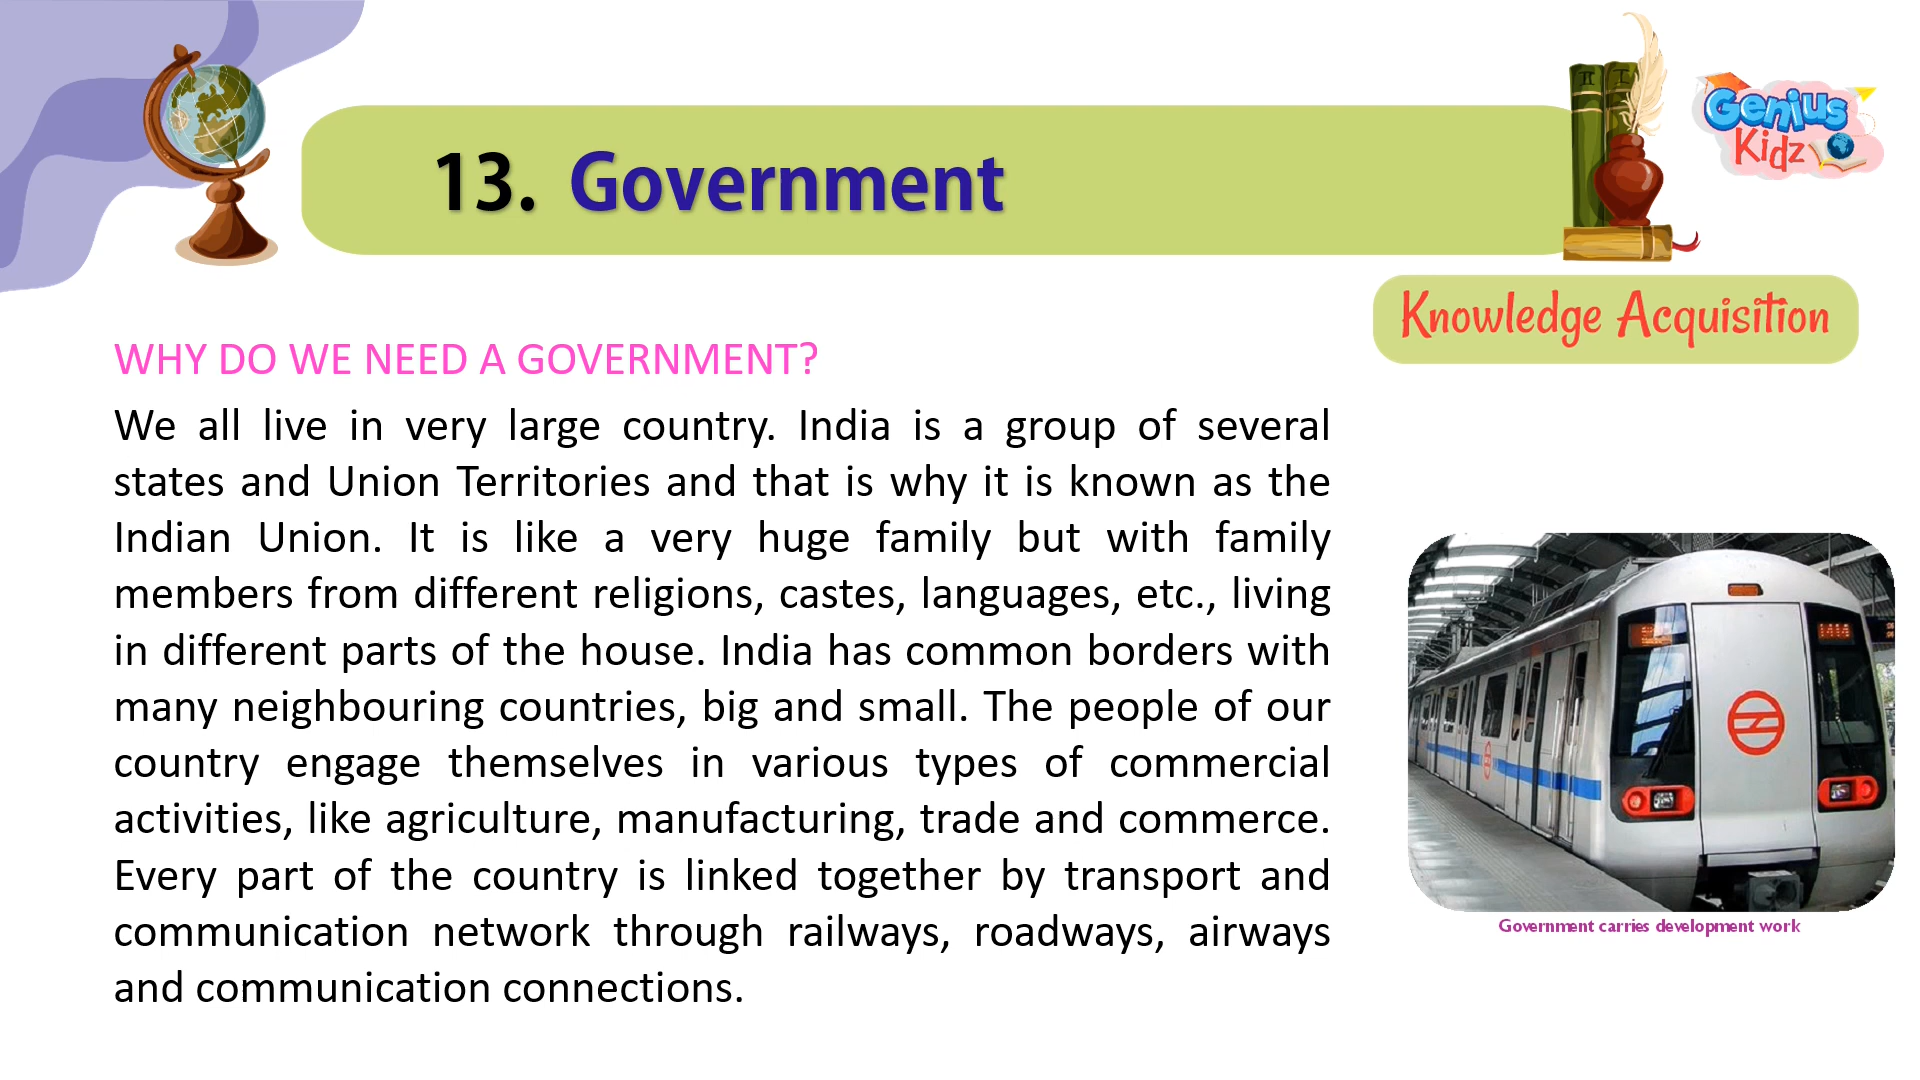 Genius
Kidz
13. Government
Knowledge Acquisition
WHY DO WE NEED A GOVERNMENT?
We all live in very large country. India is a group of several
states and Union Territories and that is why it is known as the
Indian Union. It is like a very huge family but with family
members from different religions, castes, languages, etc., living
in different parts of the house. India has common borders with
many neighbouring countries, big and small. The people of our
country engage themselves in various types of commercial
activities, like agriculture, manufacturing, trade and commerce.
Every part of the country is linked together by transport and
communication network through railways, roadways, airways
and communication connections.
Government carries development work